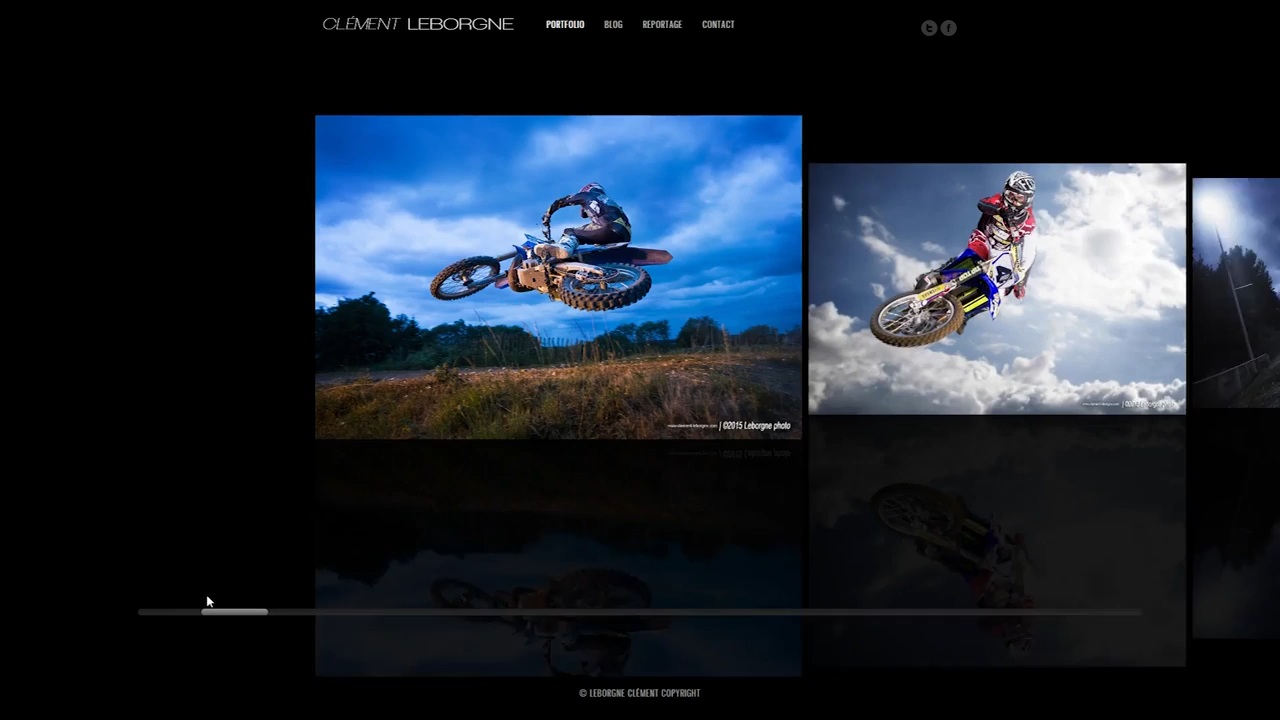 CLÉMENT LEBORGNE
PORTFOLIO BLOG REPORTAGE CONTACT
| ©2015 Leborgne photo
© LEBORGNE CLÉMENT COPYRIGHT